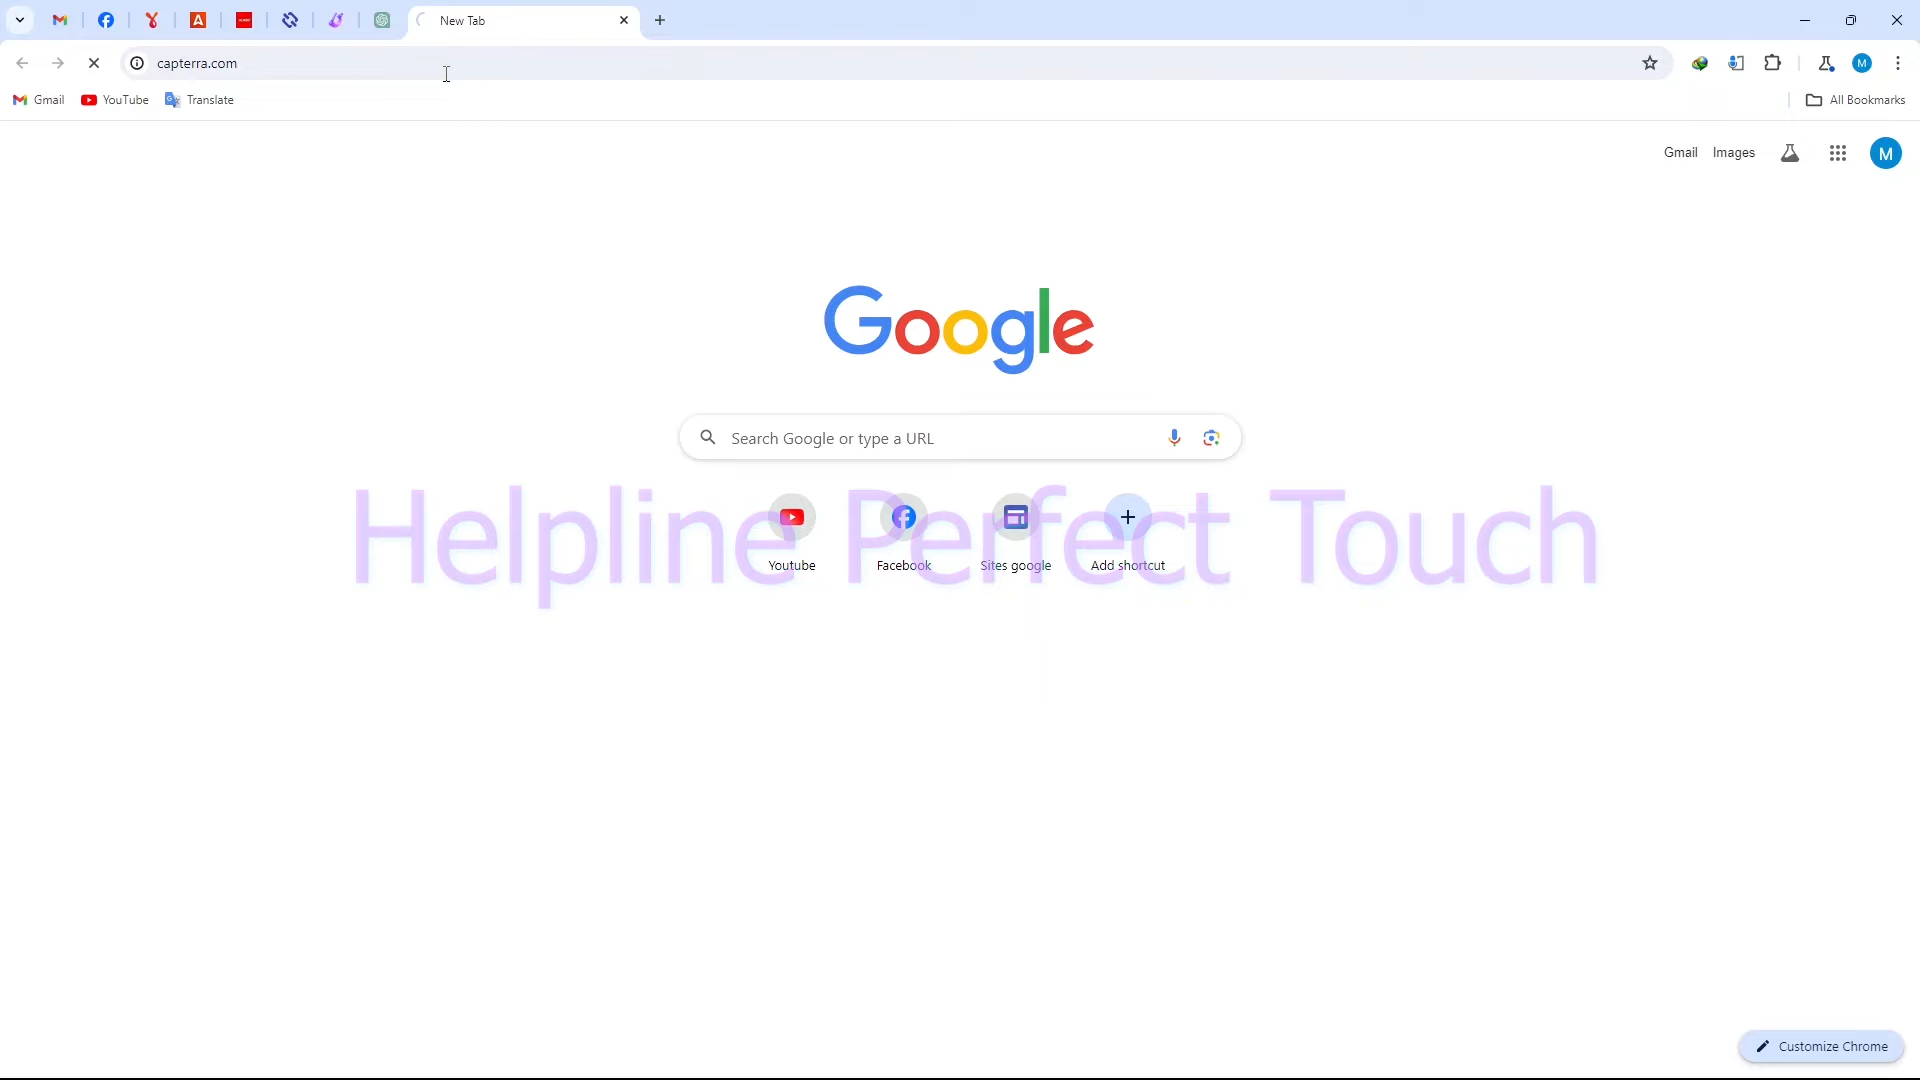 New Tab
capterra.com
Gmail YouTube Translate All Bookmarks
Gmail Images M
Google
Search Google or type a URL
Helpline Perfect Touch
Youtube Facebook Sites google Add shortcut
Customize Chrome